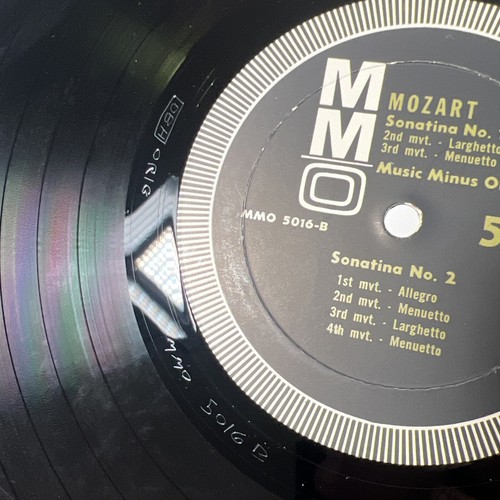 MMO
MOZART
Sonatina No.
2nd mvt. - Larghetto
3rd mvt. - Menuetto
Music Minus O
MMO 5016-B
5
Sonatina No. 2
1st mvt. - Allegro
2nd mvt. - Menuetto
3rd mvt. - Larghetto
4th mvt. - Menuetto
ORIG
MMO 5016 B